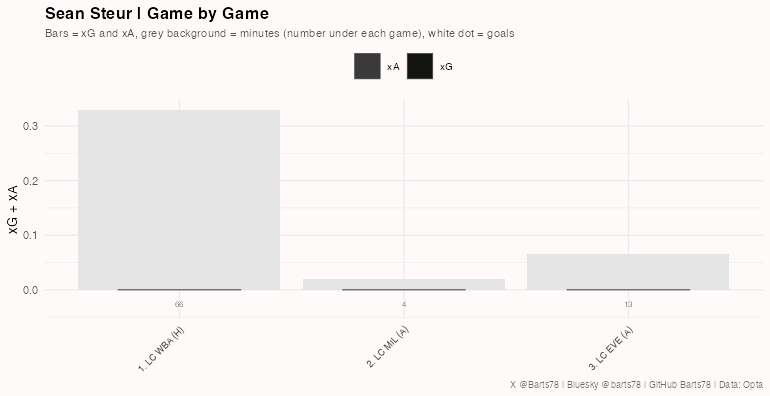 Sean Steur | Game by Game
Bars = xG and xA, grey background = minutes (number under each game), white dot = goals
xA xG
xG + xA
0.3
0.2
0.1
0.0
66 4 13
1. LC WBA (H) 2. LC MIL (A) 3. LC EVE (A)
X @Barts78 | Bluesky @barts78 | GitHub Barts78 | Data: Opta